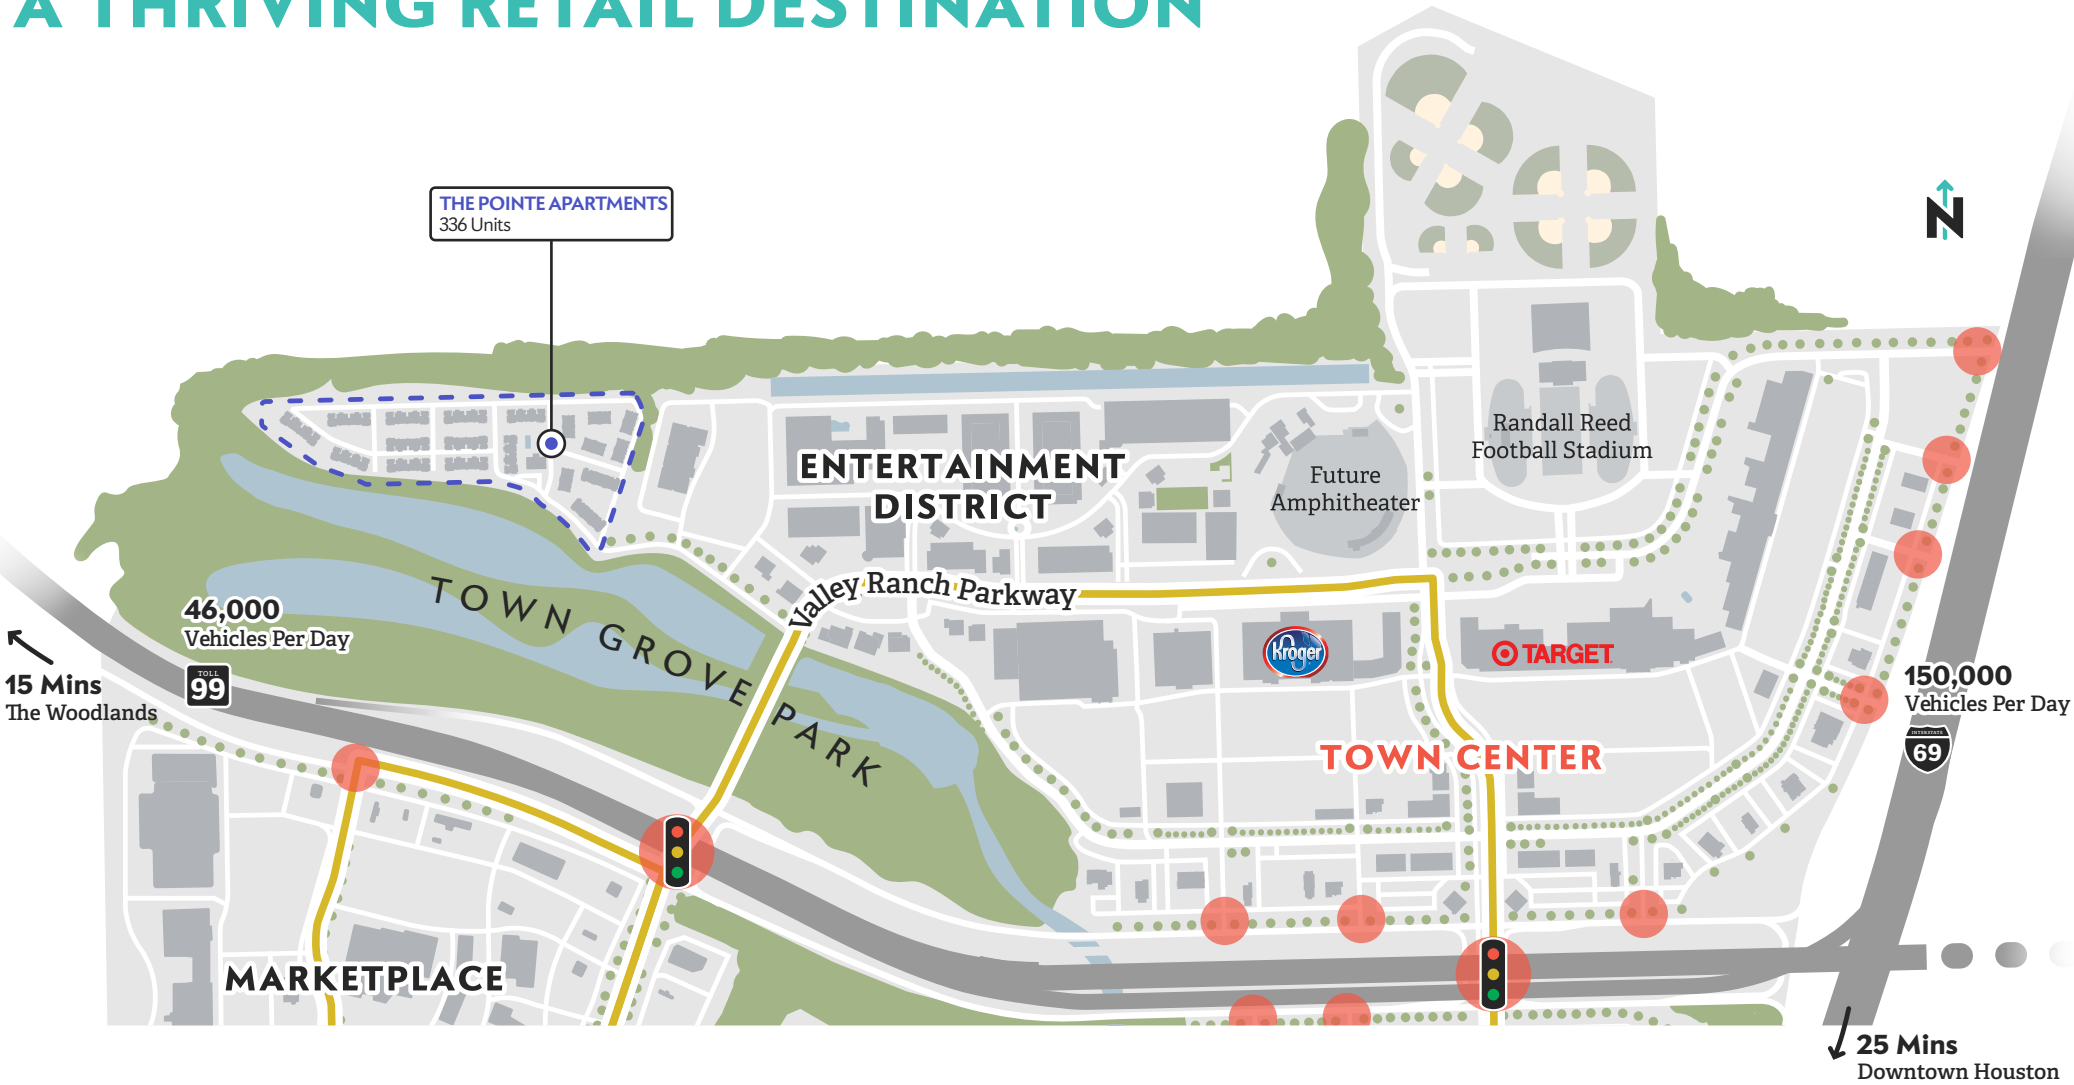 A THRIVING RETAIL DESTINATION
THE POINTE APARTMENTS
336 Units
N
Randall Reed
Football Stadium
ENTERTAINMENT
DISTRICT
Future
Amphitheater
Valley Ranch Parkway
TOWN GROVE PARK
46,000
Vehicles Per Day
TOLL
99
15 Mins
The Woodlands
Kroger
TARGET
150,000
Vehicles Per Day
INTERSTATE
69
TOWN CENTER
MARKETPLACE
25 Mins
Downtown Houston